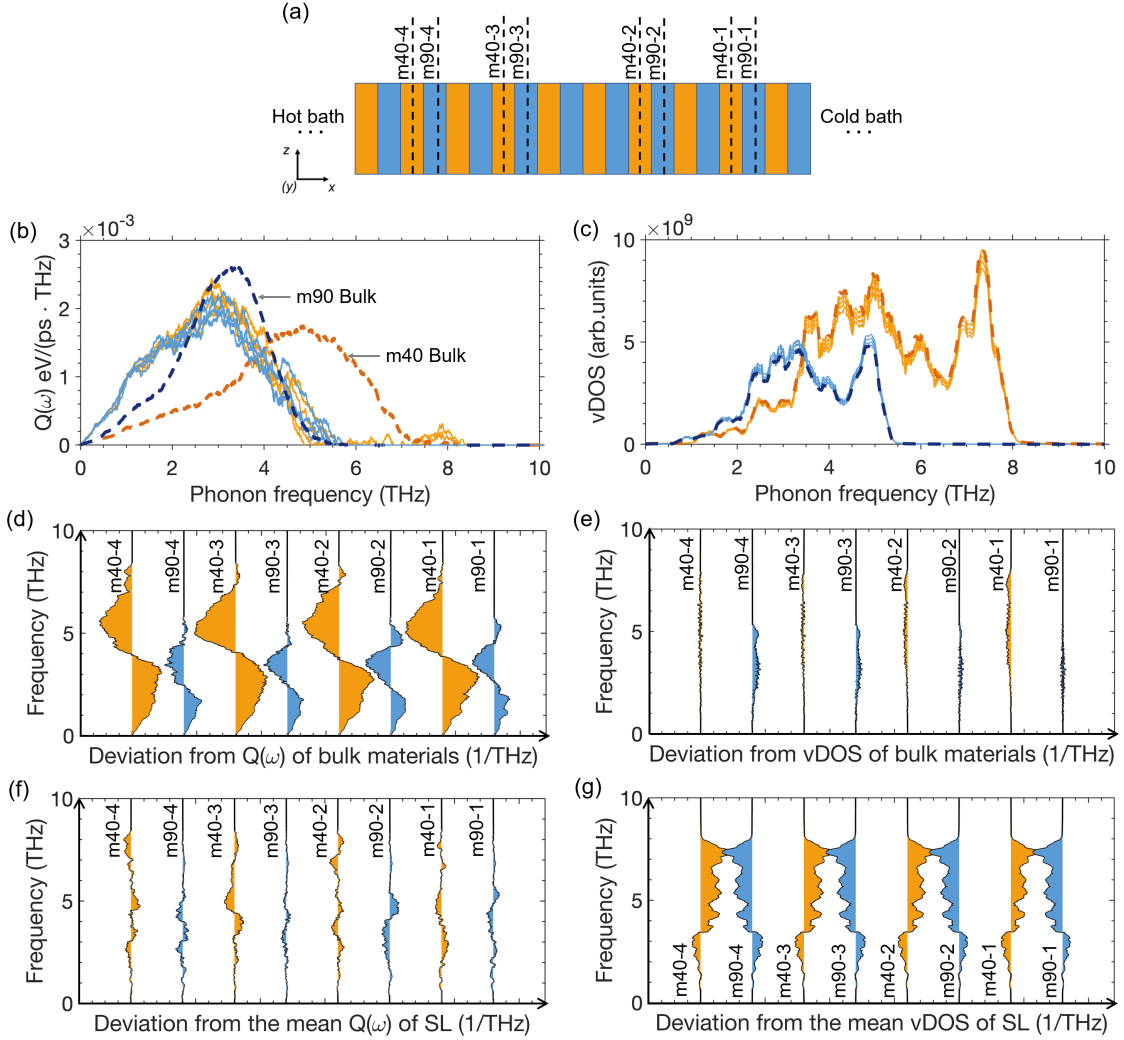 (a)
m40-4 m90-4 m40-3 m90-3 m40-2 m90-2 m40-1 m90-1
Hot bath
Cold bath
z
(y)
x
(b)
×10⁻³
3
2
1
0
Q(ω) eV/(ps · THz)
m90 Bulk
m40 Bulk
0 2 4 6 8 10
Phonon frequency (THz)
(c)
×10⁹
10
5
0
vDOS (arb.units)
0 2 4 6 8 10
Phonon frequency (THz)
(d)
10
5
0
Frequency (THz)
m40-4 m90-4 m40-3 m90-3 m40-2 m90-2 m40-1 m90-1
Deviation from Q(ω) of bulk materials (1/THz)
(e)
10
5
0
Frequency (THz)
m40-4 m90-4 m40-3 m90-3 m40-2 m90-2 m40-1 m90-1
Deviation from vDOS of bulk materials (1/THz)
(f)
10
5
0
Frequency (THz)
m40-4 m90-4 m40-3 m90-3 m40-2 m90-2 m40-1 m90-1
Deviation from the mean Q(ω) of SL (1/THz)
(g)
10
5
0
Frequency (THz)
m40-4 m90-4 m40-3 m90-3 m40-2 m90-2 m40-1 m90-1
Deviation from the mean vDOS of SL (1/THz)